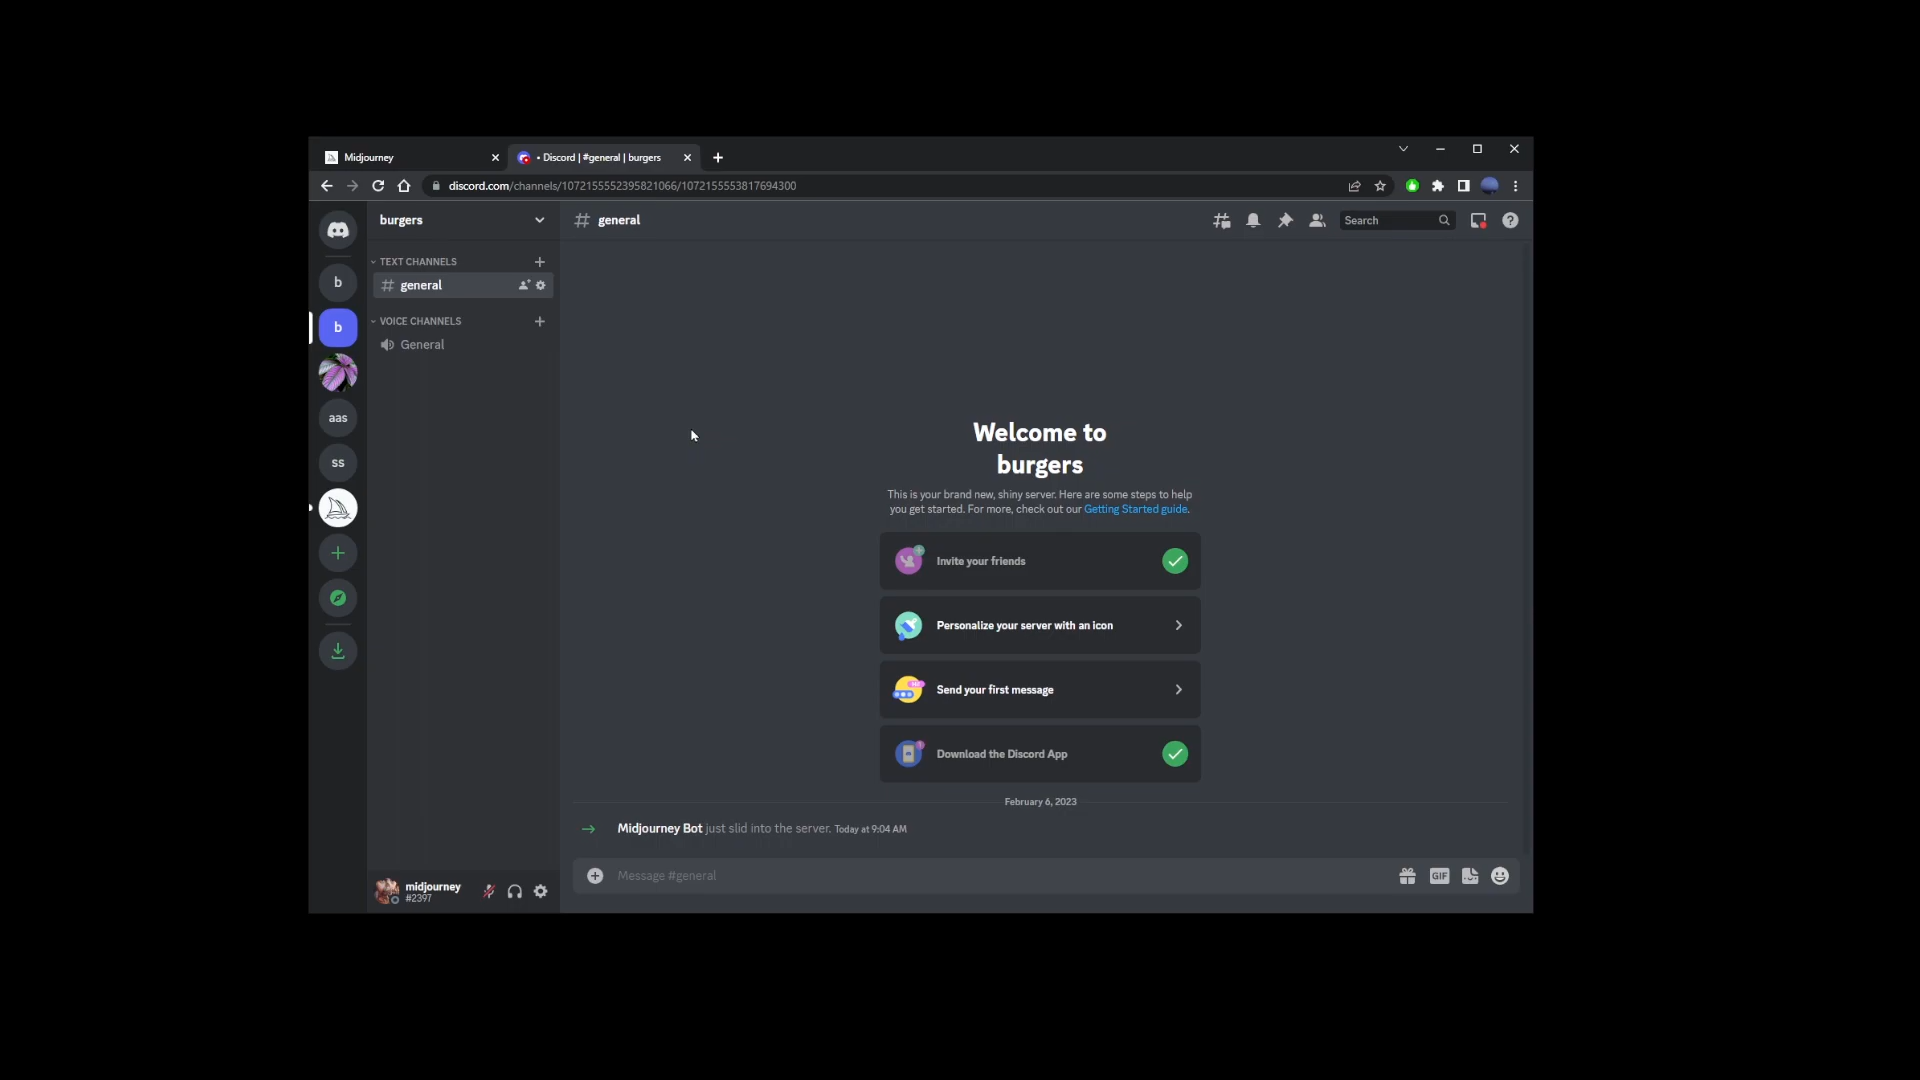 Midjourney
• Discord | #general | burgers
discord.com/channels/1072155552395821066/1072155553817694300
burgers
general
Search
TEXT CHANNELS
general
VOICE CHANNELS
General
b
b
aas
ss
Welcome to
burgers
This is your brand new, shiny server. Here are some steps to help
you get started. For more, check out our Getting Started guide.
Invite your friends
Personalize your server with an icon
Send your first message
Download the Discord App
February 6, 2023
Midjourney Bot just slid into the server. Today at 9:04 AM
Message #general
GIF
midjourney
#2397